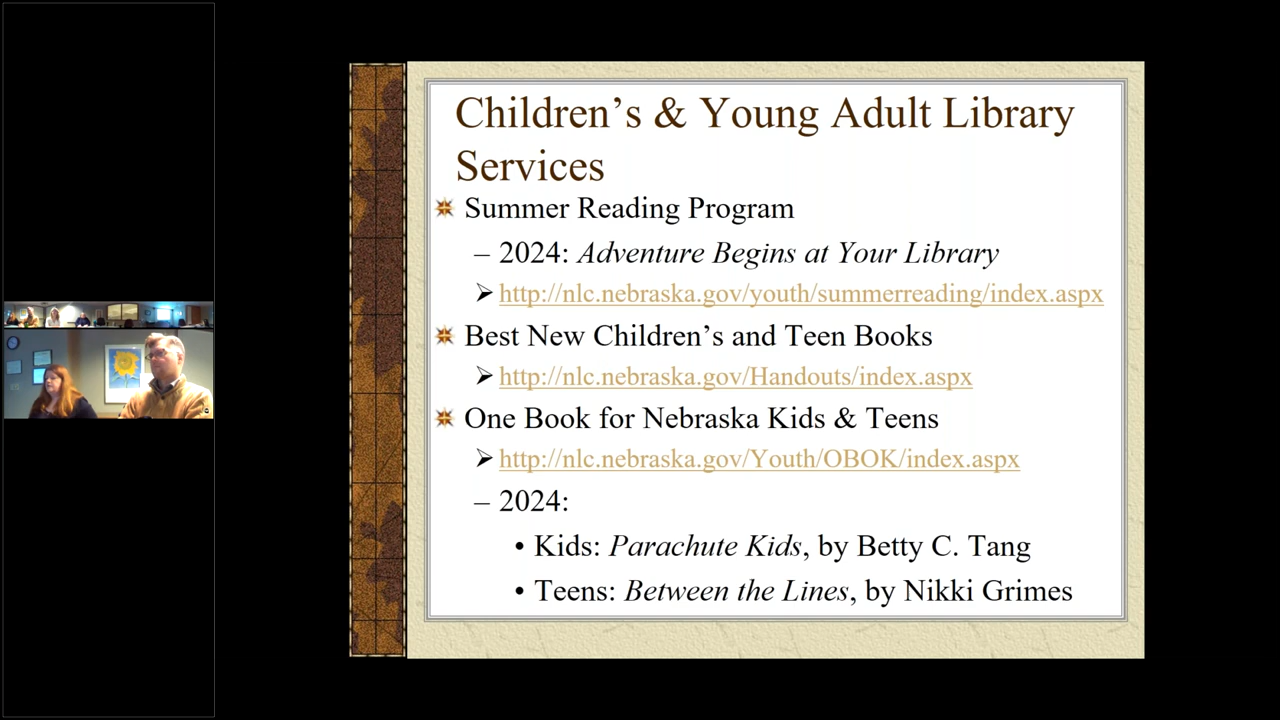 Children's & Young Adult Library
Services
Summer Reading Program
– 2024: Adventure Begins at Your Library
http://nlc.nebraska.gov/youth/summerreading/index.aspx
Best New Children's and Teen Books
http://nlc.nebraska.gov/Handouts/index.aspx
One Book for Nebraska Kids & Teens
http://nlc.nebraska.gov/Youth/OBOK/index.aspx
– 2024:
• Kids: Parachute Kids, by Betty C. Tang
• Teens: Between the Lines, by Nikki Grimes